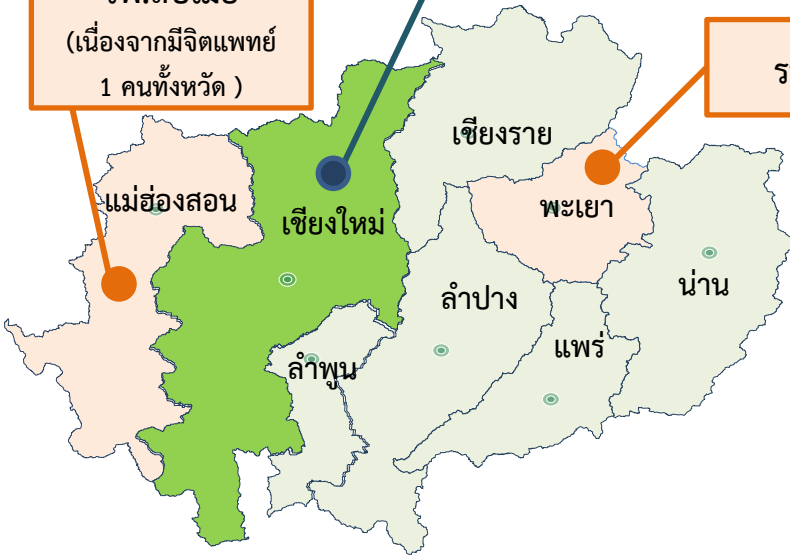 (เนื่องจากมีจิตแพทย์
1 คนทั้งหวัด )
เชียงราย
แม่ฮ่องสอน
เชียงใหม่
พะเยา
น่าน
ลำปาง
แพร่
ลำพูน